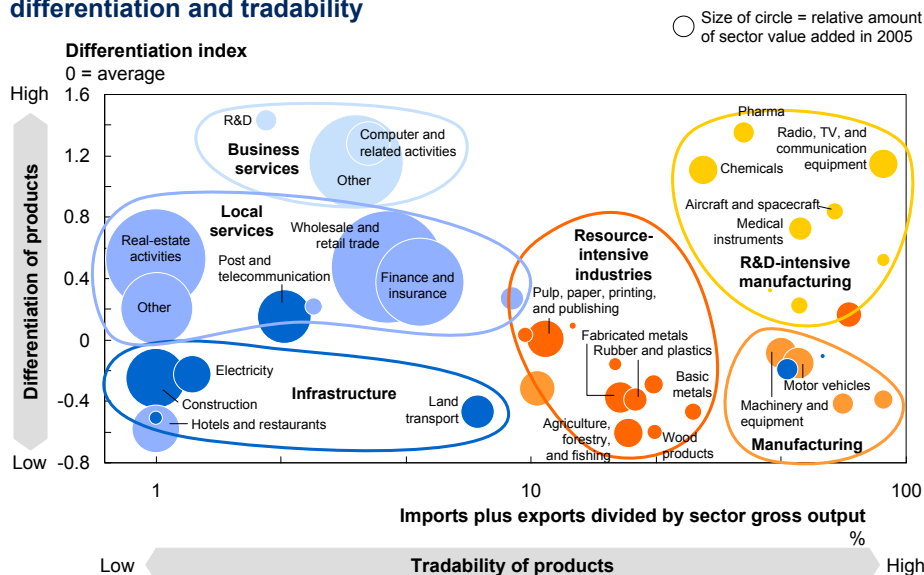 differentiation and tradability
Size of circle = relative amount
of sector value added in 2005
Differentiation index
0 = average
High
1.6
1.2
0.8
0.4
0
-0.4
-0.8
Low
Differentiation of products
R&D
Business
services
Computer and
related activities
Other
Pharma
Radio, TV, and
communication
equipment
Chemicals
Aircraft and spacecraft
Medical
instruments
R&D-intensive
manufacturing
Local
services
Real-estate
activities
Other
Post and
telecommunication
Wholesale and
retail trade
Finance and
insurance
Resource-
intensive
industries
Pulp, paper, printing,
and publishing
Fabricated metals
Rubber and plastics
Basic
metals
Agriculture,
forestry,
and fishing
Wood
products
Electricity
Infrastructure
Construction
Hotels and restaurants
Land
transport
Motor vehicles
Machinery and
equipment
Manufacturing
1
10
100
Imports plus exports divided by sector gross output
%
Low
Tradability of products
High